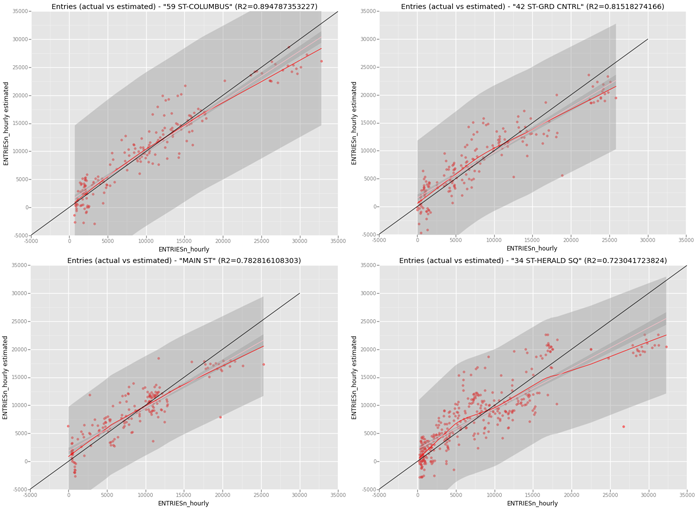 Entries (actual vs estimated) - "59 ST-COLUMBUS" (R2=0.894787353227)
35000
30000
25000
20000
15000
10000
5000
0
-5000
ENTRIESn_hourly estimated
-5000 0 5000 10000 15000 20000 25000 30000 35000
ENTRIESn_hourly
Entries (actual vs estimated) - "42 ST-GRD CNTRL" (R2=0.81518274166)
35000
30000
25000
20000
15000
10000
5000
0
-5000
ENTRIESn_hourly estimated
-5000 0 5000 10000 15000 20000 25000 30000 35000
ENTRIESn_hourly
Entries (actual vs estimated) - "MAIN ST" (R2=0.782816108303)
35000
30000
25000
20000
15000
10000
5000
0
-5000
ENTRIESn_hourly estimated
-5000 0 5000 10000 15000 20000 25000 30000 35000
ENTRIESn_hourly
Entries (actual vs estimated) - "34 ST-HERALD SQ" (R2=0.723041723824)
35000
30000
25000
20000
15000
10000
5000
0
-5000
ENTRIESn_hourly estimated
-5000 0 5000 10000 15000 20000 25000 30000 35000
ENTRIESn_hourly